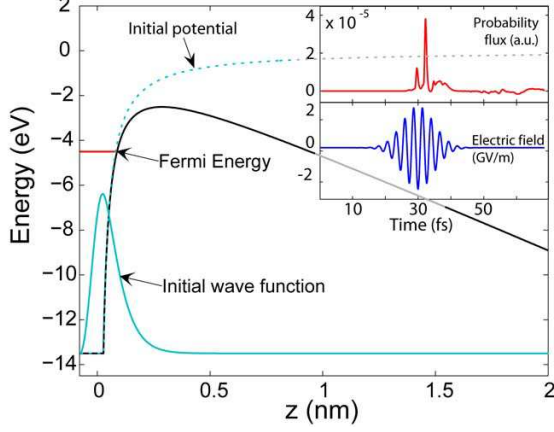 2
0
−2
−4
−6
−8
−10
−12
−14
Energy (eV)
0
0.5
1
1.5
2
z (nm)
Initial potential
Fermi Energy
Initial wave function
x 10
-5
4
2
0
Probability
flux (a.u.)
2
0
-2
Electric field
(GV/m)
10
30
50
Time (fs)